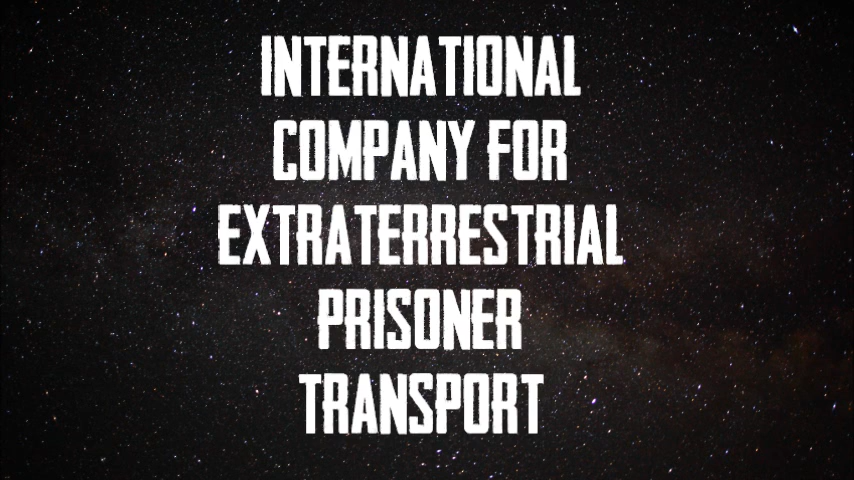 INTERNATIONAL
COMPANY FOR
EXTRATERRESTRIAL
PRISONER
TRANSPORT